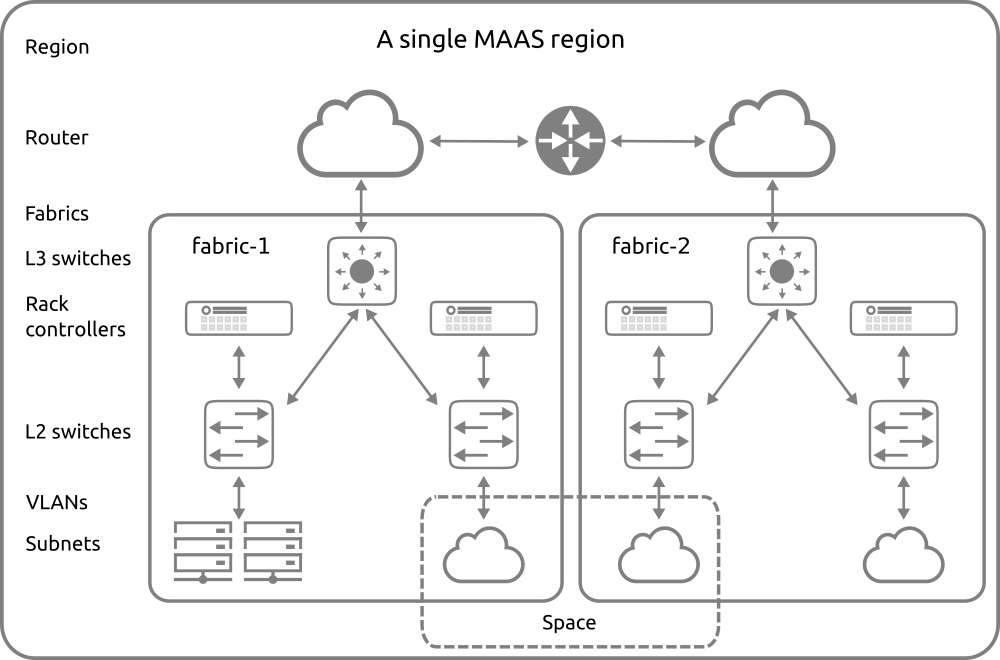 A single MAAS region
Region
Router
Fabrics
fabric-1
fabric-2
L3 switches
Rack
controllers
L2 switches
VLANs
Subnets
Space